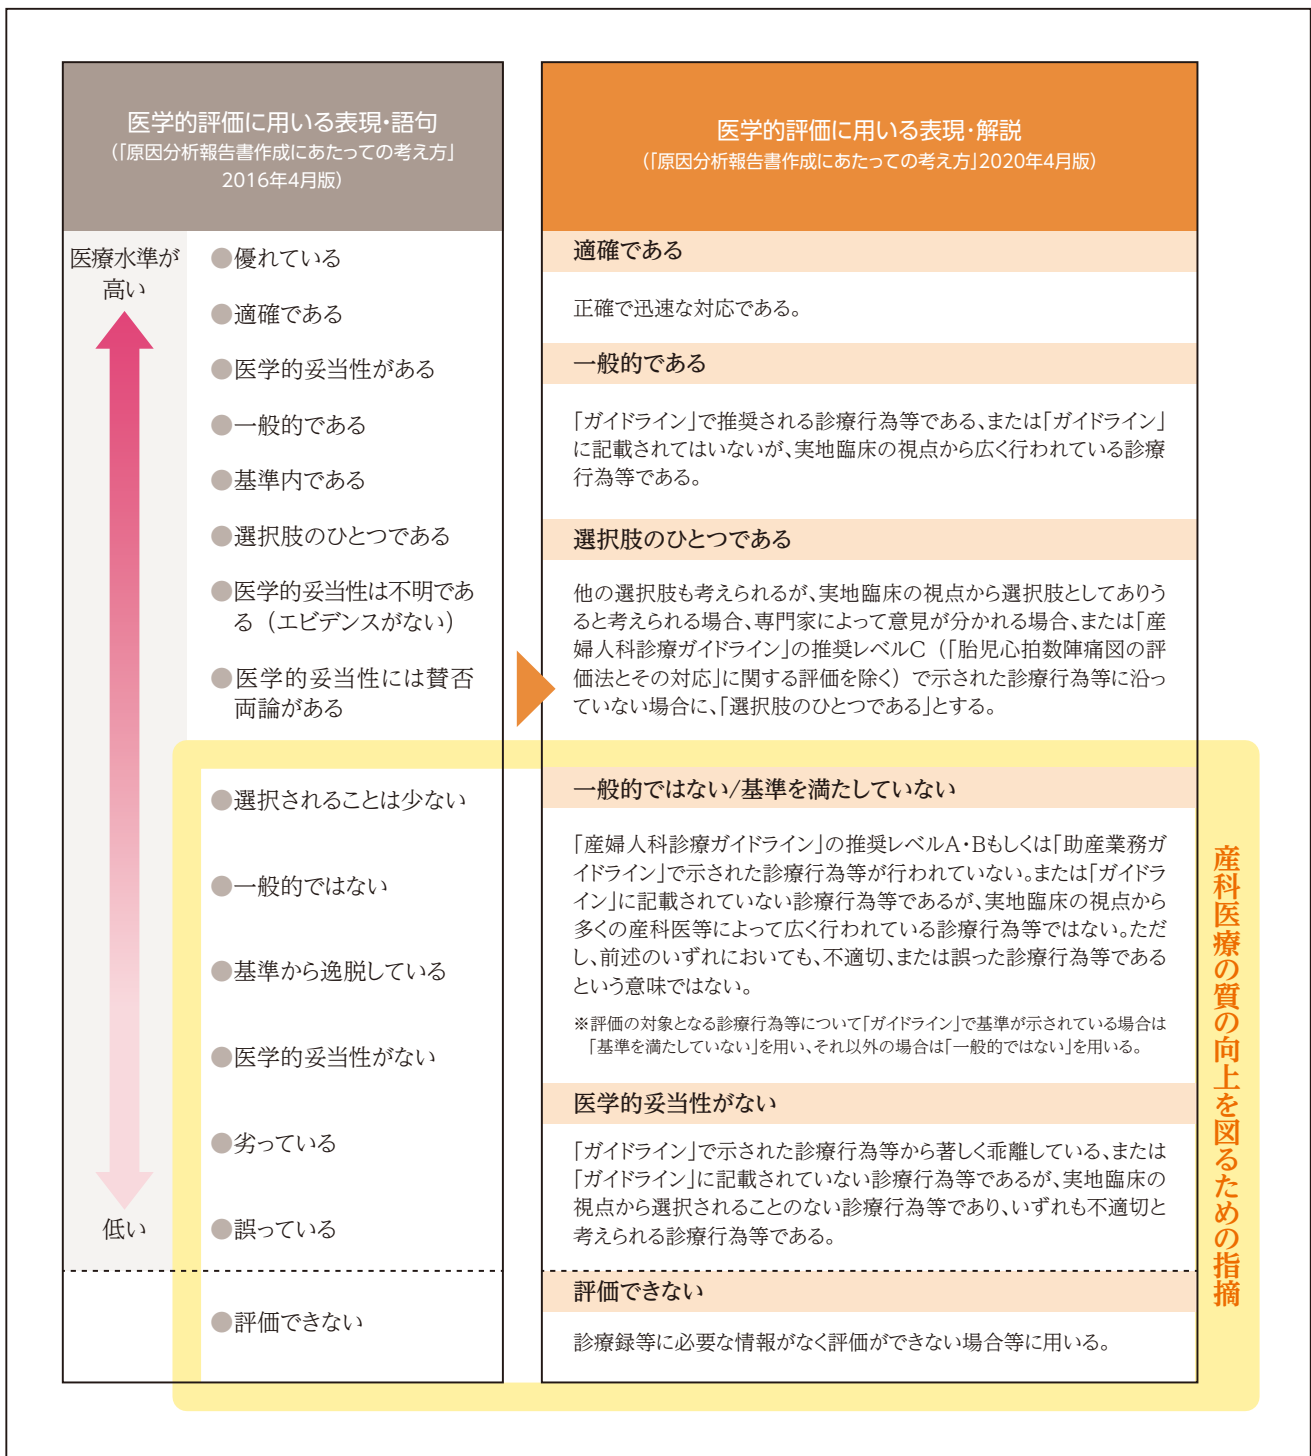 医学的評価に用いる表現・語句
(「原因分析報告書作成にあたっての考え方」
2016年4月版)
医療水準が
高い
●優れている
●適確である
●医学的妥当性がある
●一般的である
●基準内である
●選択肢のひとつである
●医学的妥当性は不明であ
る（エビデンスがない）
●医学的妥当性には賛否
両論がある
●選択されることは少ない
●一般的ではない
●基準から逸脱している
●医学的妥当性がない
●劣っている
●誤っている
低い
●評価できない
医学的評価に用いる表現・解説
(「原因分析報告書作成にあたっての考え方」2020年4月版)
適確である
正確で迅速な対応である。
一般的である
「ガイドライン」で推奨される診療行為等である、または「ガイドライン」
に記載されてはいないが、実地臨床の視点から広く行われている診療
行為等である。
選択肢のひとつである
他の選択肢も考えられるが、実地臨床の視点から選択肢としてありう
ると考えられる場合、専門家によって意見が分かれる場合、または「産
婦人科診療ガイドライン」の推奨レベルC（「胎児心拍数陣痛図の評
価法とその対応」に関する評価を除く）で示された診療行為等に沿っ
ていない場合に、「選択肢のひとつである」とする。
一般的ではない/基準を満たしていない
「産婦人科診療ガイドライン」の推奨レベルA・Bもしくは「助産業務ガ
イドライン」で示された診療行為等が行われていない。または「ガイドラ
イン」に記載されていない診療行為等であるが、実地臨床の視点から
多くの産科医等によって広く行われている診療行為等ではない。ただ
し、前述のいずれにおいても、不適切、または誤った診療行為等である
という意味ではない。
※評価の対象となる診療行為等について「ガイドライン」で基準が示されている場合は
「基準を満たしていない」を用い、それ以外の場合は「一般的ではない」を用いる。
医学的妥当性がない
「ガイドライン」で示された診療行為等から著しく乖離している、または
「ガイドライン」に記載されていない診療行為等であるが、実地臨床の
視点から選択されることのない診療行為等であり、いずれも不適切と
考えられる診療行為等である。
評価できない
診療録等に必要な情報がなく評価ができない場合等に用いる。
産科医療の質の向上を図るための指摘